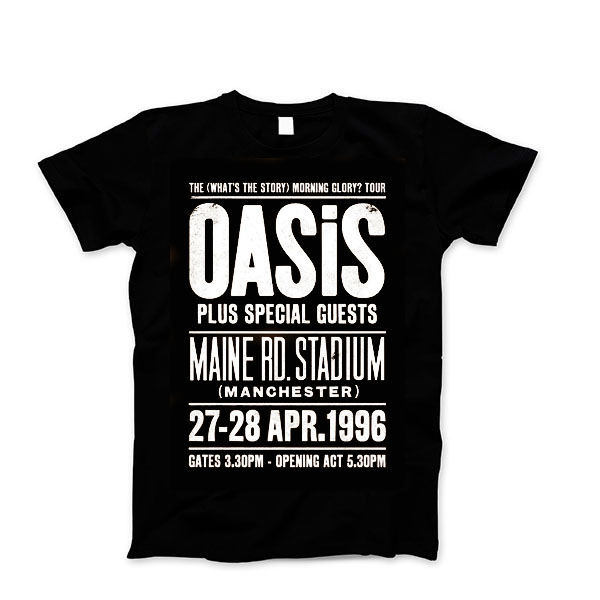 THE (WHAT'S THE STORY) MORNING GLORY? TOUR
OASiS
PLUS SPECIAL GUESTS
MAINE RD. STADIUM
(MANCHESTER)
27-28 APR.1996
GATES 3.30PM - OPENING ACT 5.30PM